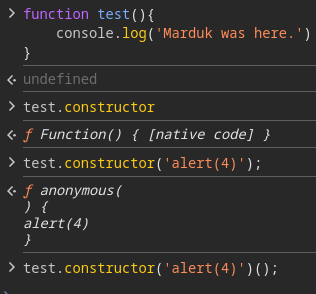 > function test(){
console.log('Marduk was here.')
}
undefined
> test.constructor
ƒ Function() { [native code] }
> test.constructor('alert(4)');
ƒ anonymous(
) {
alert(4)
}
> test.constructor('alert(4)')();